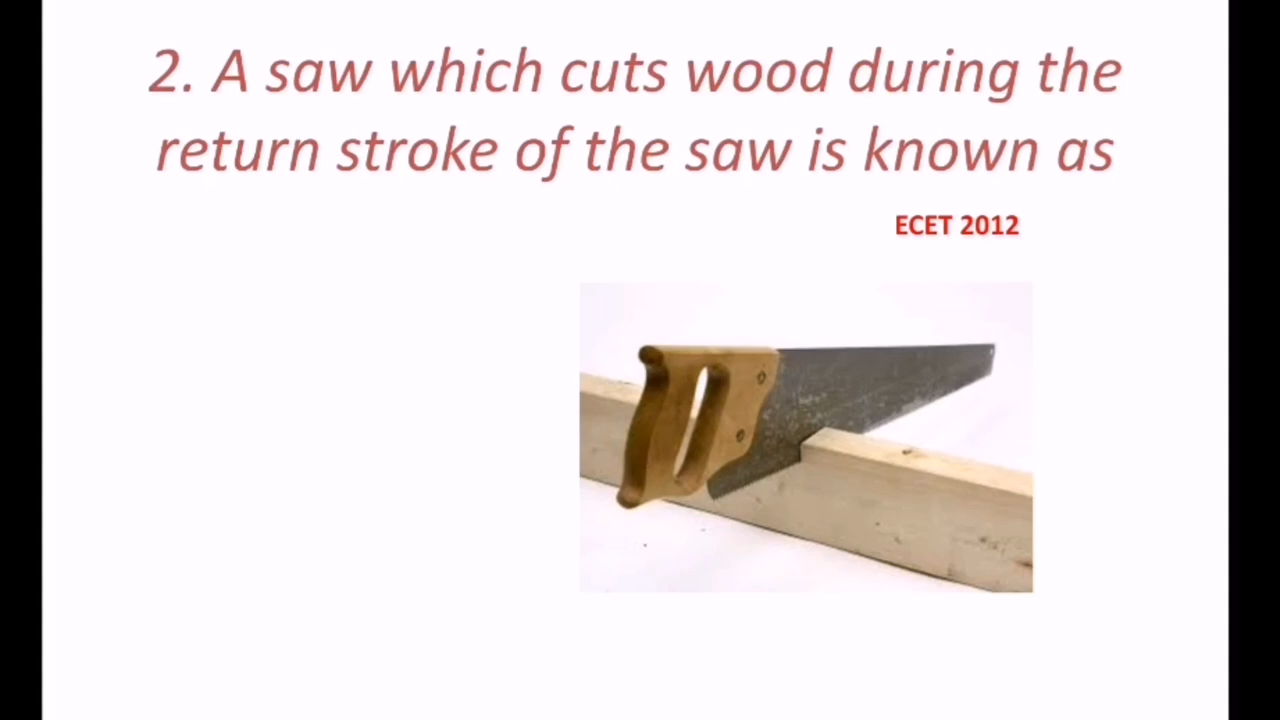 2. A saw which cuts wood during the
return stroke of the saw is known as
ECET 2012